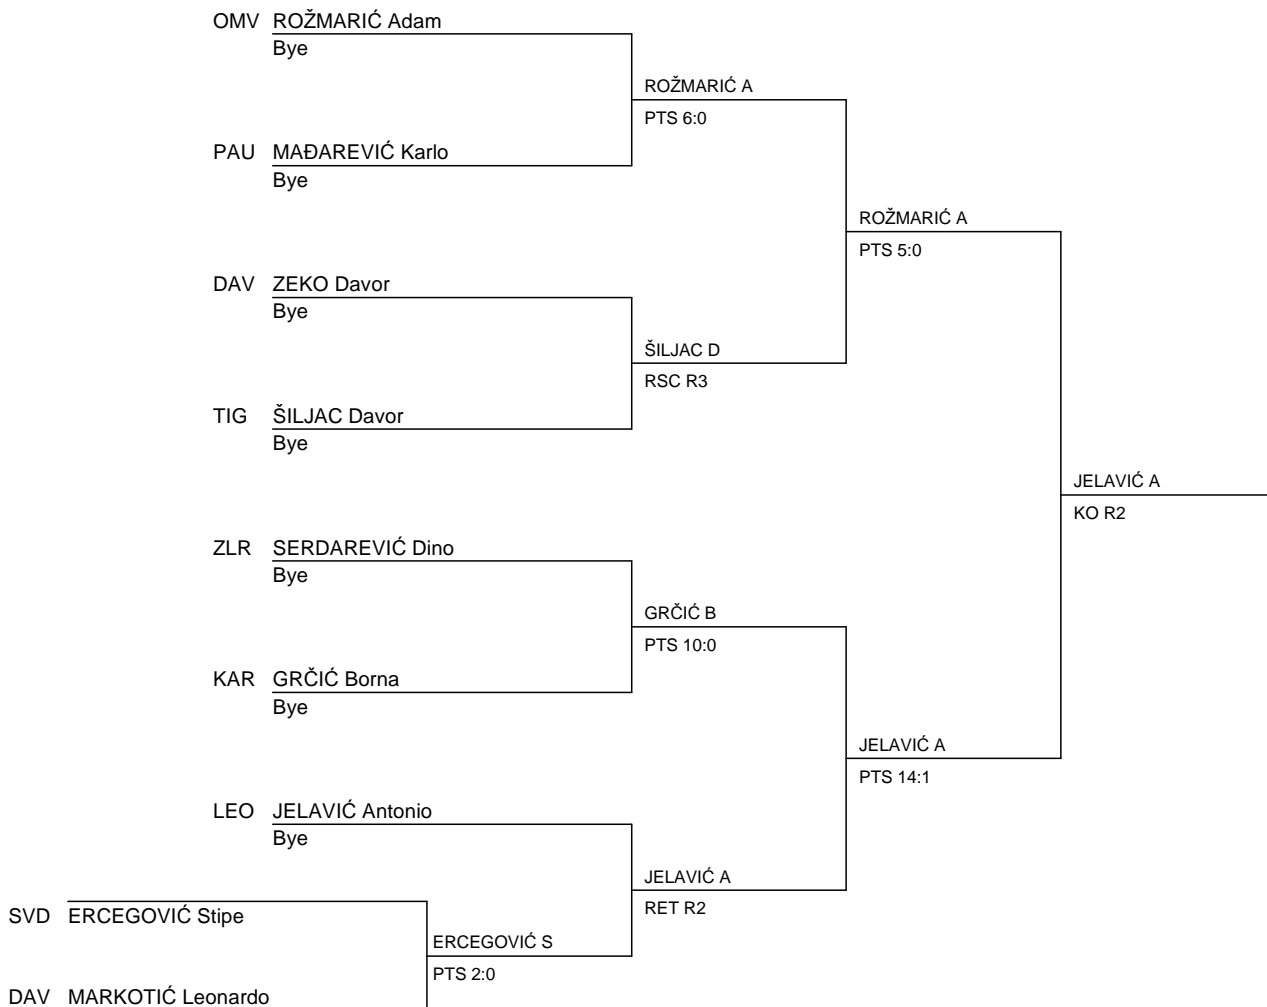 OMV ROŽMARIĆ Adam
Bye
ROŽMARIĆ A
PTS 6:0
PAU MAĐAREVIĆ Karlo
Bye
ROŽMARIĆ A
PTS 5:0
DAV ZEKO Davor
Bye
ŠILJAC D
RSC R3
TIG ŠILJAC Davor
Bye
JELAVIĆ A
KO R2
ZLR SERDAREVIĆ Dino
Bye
GRČIĆ B
PTS 10:0
KAR GRČIĆ Borna
Bye
JELAVIĆ A
PTS 14:1
LEO JELAVIĆ Antonio
Bye
JELAVIĆ A
RET R2
SVD ERCEGOVIĆ Stipe
ERCEGOVIĆ S
PTS 2:0
DAV MARKOTIĆ Leonardo